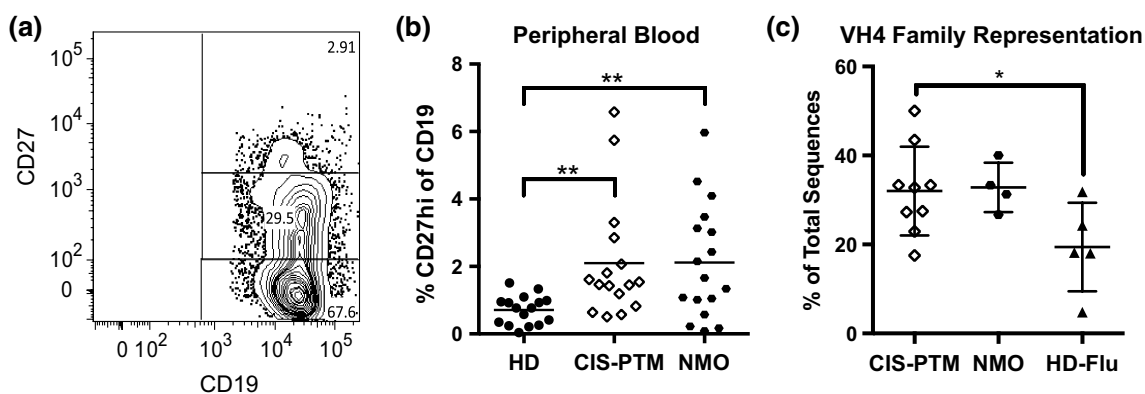 (a)
CD27
10^5
10^4
10^3
10^2
0
2.91
29.5
67.6
0 10^2 10^3 10^4 10^5
CD19
(b)
Peripheral Blood
% CD27hi of CD19
8
6
4
2
0
**
**
HD CIS-PTM NMO
(c)
VH4 Family Representation
% of Total Sequences
60
40
20
0
*
CIS-PTM NMO HD-Flu